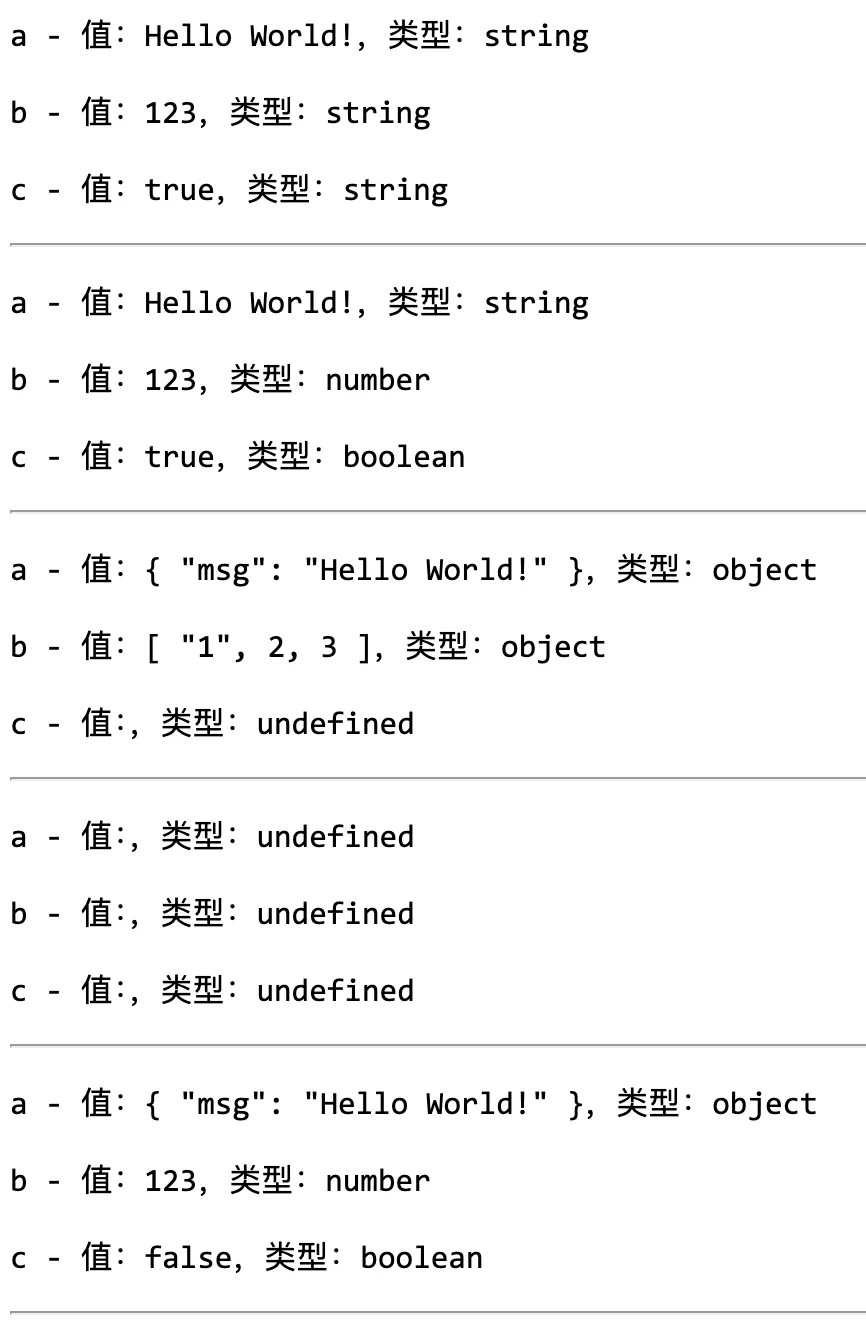 a - 值：Hello World!，类型：string
b - 值：123，类型：string
c - 值：true，类型：string
a - 值：Hello World!，类型：string
b - 值：123，类型：number
c - 值：true，类型：boolean
a - 值：{ "msg": "Hello World!" }，类型：object
b - 值：[ "1", 2, 3 ]，类型：object
c - 值：，类型：undefined
a - 值：，类型：undefined
b - 值：，类型：undefined
c - 值：，类型：undefined
a - 值：{ "msg": "Hello World!" }，类型：object
b - 值：123，类型：number
c - 值：false，类型：boolean